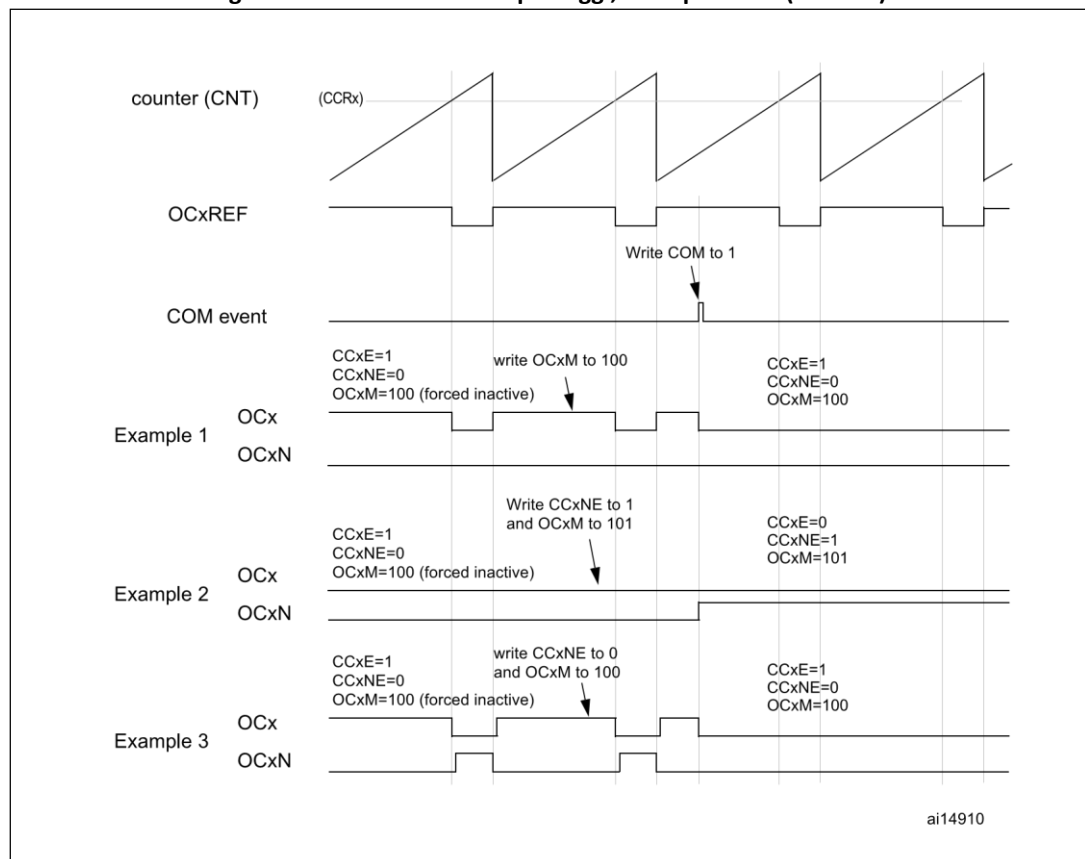 counter (CNT)
(CCRx)
OCxREF
Write COM to 1
COM event
CCxE=1
CCxNE=0
OCxM=100 (forced inactive)
write OCxM to 100
CCxE=1
CCxNE=0
OCxM=100
OCx
Example 1
OCxN
Write CCxNE to 1
and OCxM to 101
CCxE=1
CCxNE=0
OCxM=100 (forced inactive)
CCxE=0
CCxNE=1
OCxM=101
OCx
Example 2
OCxN
write CCxNE to 0
and OCxM to 100
CCxE=1
CCxNE=0
OCxM=100 (forced inactive)
CCxE=1
CCxNE=0
OCxM=100
OCx
Example 3
OCxN
ai14910